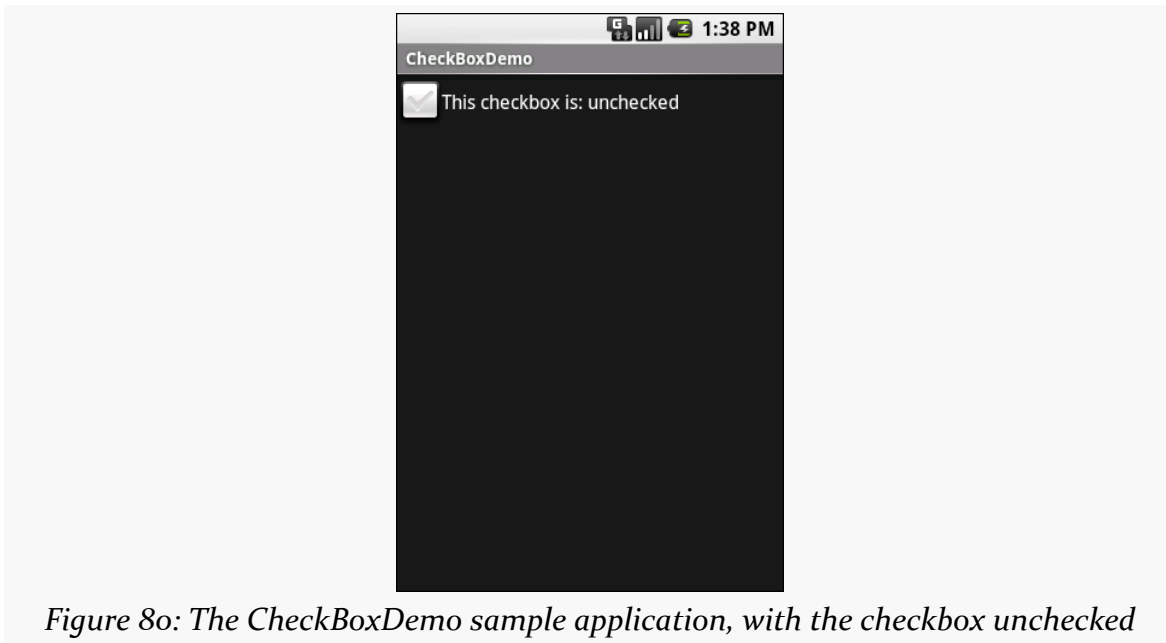 G
1:38 PM
CheckBoxDemo
This checkbox is: unchecked
Figure 80: The CheckBoxDemo sample application, with the checkbox unchecked